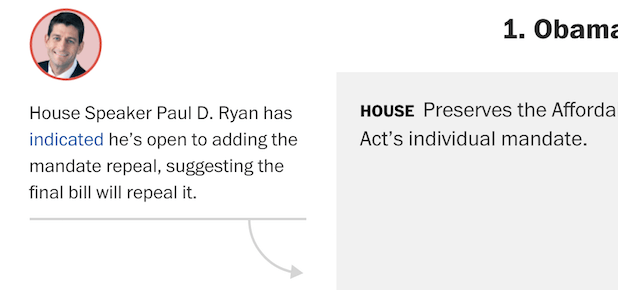 1. Obama
House Speaker Paul D. Ryan has
indicated he's open to adding the
mandate repeal, suggesting the
final bill will repeal it.
HOUSE Preserves the Afforda
Act's individual mandate.